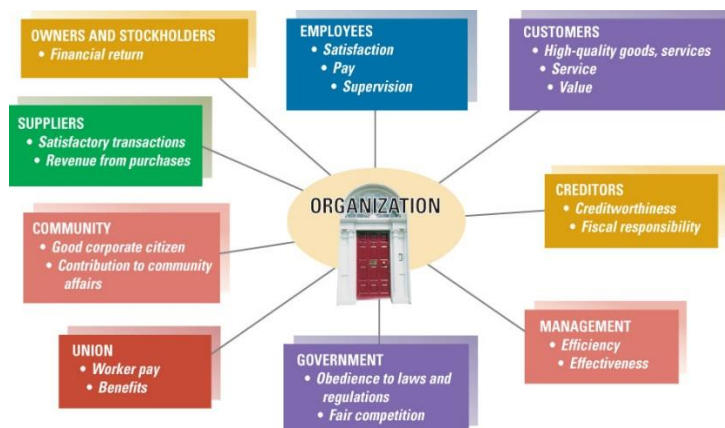 OWNERS AND STOCKHOLDERS
• Financial return
EMPLOYEES
• Satisfaction
• Pay
• Supervision
CUSTOMERS
• High-quality goods, services
• Service
• Value
SUPPLIERS
• Satisfactory transactions
• Revenue from purchases
ORGANIZATION
CREDITORS
• Creditworthiness
• Fiscal responsibility
COMMUNITY
• Good corporate citizen
• Contribution to community
affairs
MANAGEMENT
• Efficiency
• Effectiveness
UNION
• Worker pay
• Benefits
GOVERNMENT
• Obedience to laws and
regulations
• Fair competition